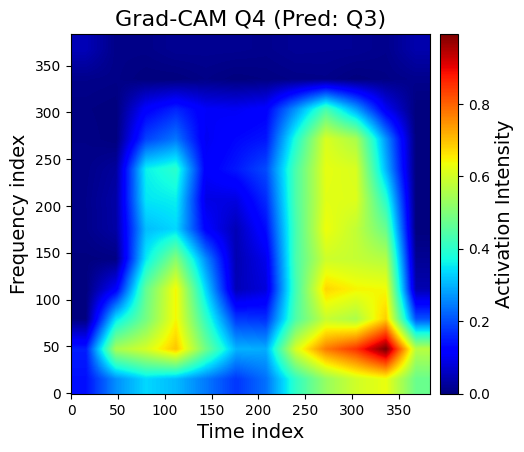 Grad-CAM Q4 (Pred: Q3)
Frequency index
350
300
250
200
150
100
50
0
0 50 100 150 200 250 300 350
Time index
0.8
0.6
0.4
0.2
0.0
Activation Intensity